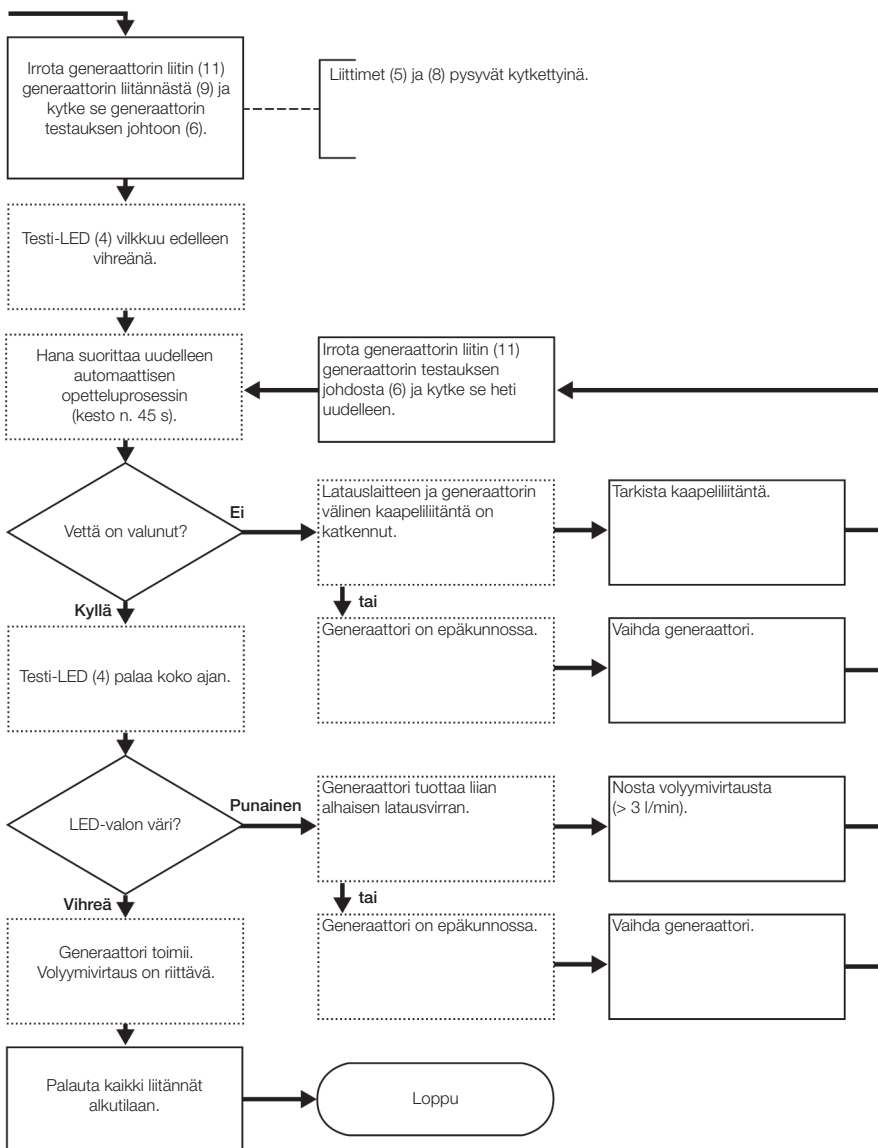 Irrota generaattorin liitin (11)
generaattorin liitännästä (9) ja
kytke se generaattorin
testauksen johtoon (6).
Liittimet (5) ja (8) pysyvät kytkettyinä.
Testi-LED (4) vilkkuu edelleen
vihreänä.
Hana suorittaa uudelleen
automaattisen
opetteluprosessin
(kesto n. 45 s).
Irrota generaattorin liitin (11)
generaattorin testauksen
johdosta (6) ja kytke se heti
uudelleen.
Vettä on valunut?
Ei
Latauslaitteen ja generaattorin
välinen kaapeliliitäntä on
katkennut.
Tarkista kaapeliliitäntä.
tai
Kyllä
Generaattori on epäkunnossa.
Vaihda generaattori.
Testi-LED (4) palaa koko ajan.
LED-valon väri?
Punainen
Generaattori tuottaa liian
alhaisen latausvirran.
Nosta volyymivirtausta
(> 3 l/min).
tai
Vihreä
Generaattori on epäkunnossa.
Vaihda generaattori.
Generaattori toimii.
Volyymivirtaus on riittävä.
Palauta kaikki liitännät
alkutilaan.
Loppu